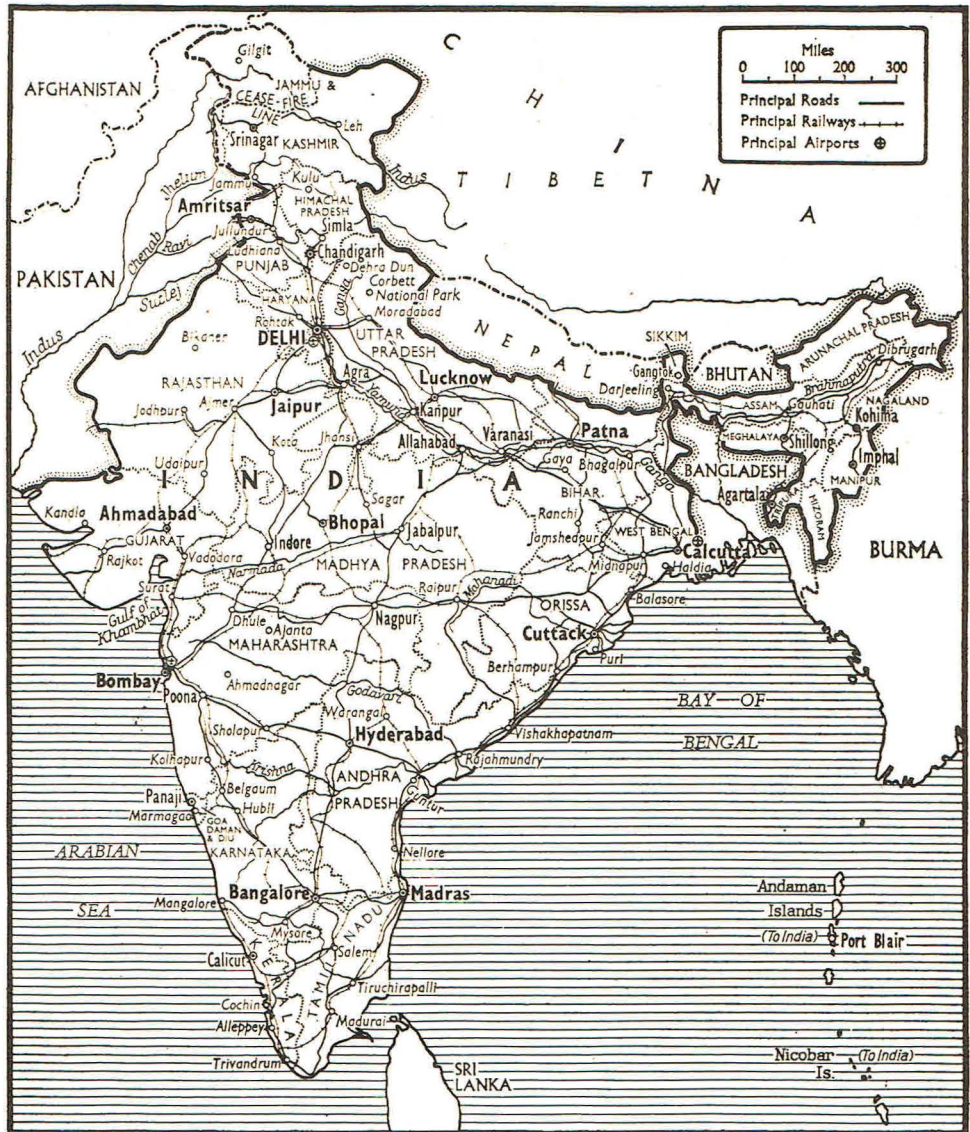 Miles
0 100 200 300
Principal Roads
Principal Railways
Principal Airports
C
H
I
N
A
TIBET
AFGHANISTAN
Gilgit
JAMMU &
CEASE-FIRE
LINE
Leh
Srinagar
KASHMIR
Indus
Jhelum
Jammu
Kulu
HIMACHAL
PRADESH
Amritsar
Chenab
Ravi
Jullundur
Simla
Ludhiana
Chandigarh
PUNJAB
Dehra Dun
PAKISTAN
Sutlej
Corbett
National Park
HARYANA
Ganga
Moradabad
Rohtak
Indus
Bikaner
DELHI
UTTAR
PRADESH
NEPAL
SIKKIM
ARUNACHAL PRADESH
Gangtok
BHUTAN
Dibrugarh
Darjeeling
Brahmaputra
RAJASTHAN
Agra
Lucknow
ASSAM
Gauhati
NAGALAND
Jodhpur
Ajmer
Jaipur
Yamuna
Kanpur
Kohima
Kota
Jhansi
Allahabad
Varanasi
Patna
MEGHALAYA
Shillong
Udaipur
Gaya
Bhagalpur
Ganga
BANGLADESH
Imphal
MANIPUR
I N D I A
BIHAR
Agartala
TRIPURA
MIZORAM
Kandla
Ahmadabad
Sagar
Ranchi
GUJARAT
Bhopal
Jabalpur
Jamshedpur
WEST BENGAL
Rajkot
Vadodara
Indore
MADHYA
PRADESH
Calcutta
BURMA
Narmada
Midnapur
Haldia
Surat
Raipur
Mahanadi
Gulf of
Khambhat
Nagpur
ORISSA
Balasore
Dhule
Ajanta
MAHARASHTRA
Cuttack
Puri
Bombay
Ahmadnagar
Berhampur
Poona
Godavari
BAY OF
BENGAL
Warangal
Sholapur
Hyderabad
Vishakhapatnam
Kolhapur
Krishna
Rajahmundry
Belgaum
ANDHRA
PRADESH
Guntur
Panaji
Hubli
Marmagao
GOA
DAMAN
& DIU
KARNATAKA
ARABIAN
SEA
Nellore
Bangalore
Madras
Mangalore
Mysore
Andaman
Islands
(To India)
Port Blair
Calicut
Salem
KERALA
TAMIL NADU
Tiruchirapalli
Cochin
Alleppey
Madurai
Trivandrum
SRI
LANKA
Nicobar
Is.
(To India)